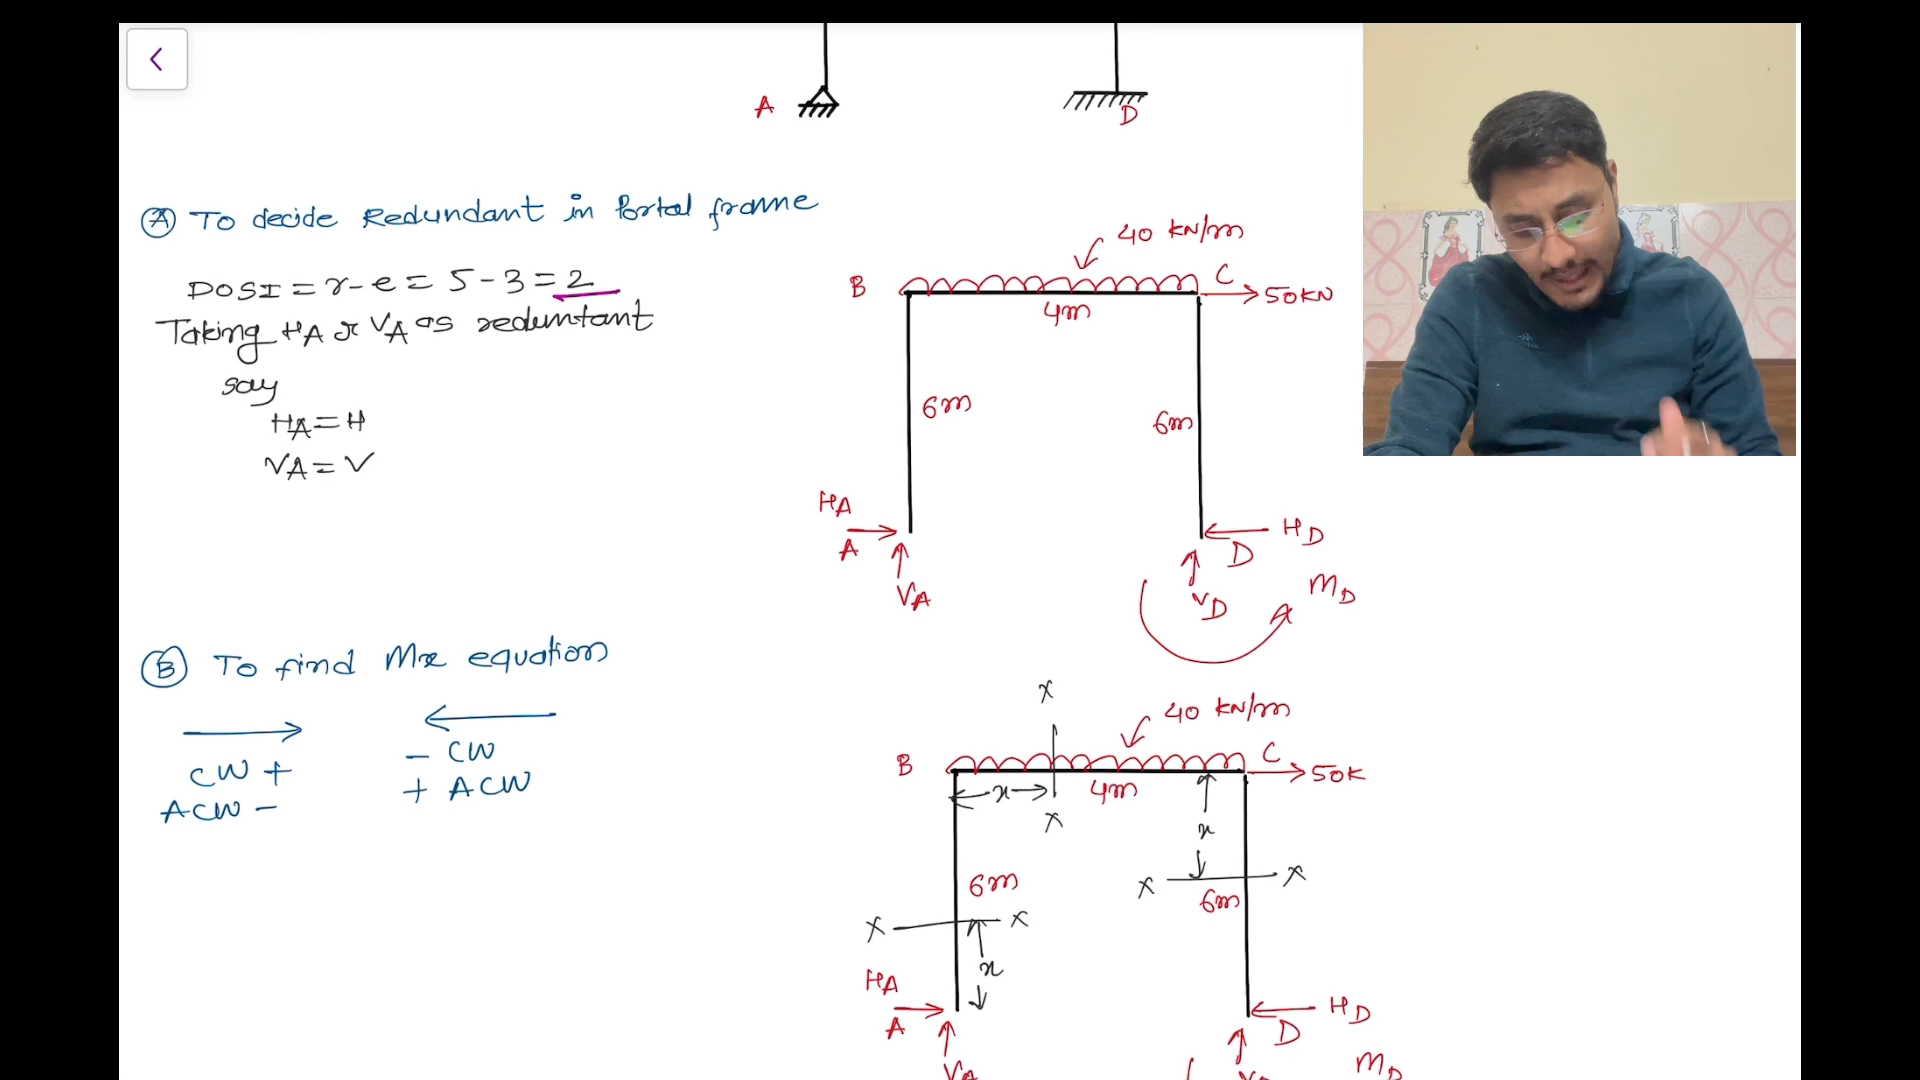 A
D
A To decide Redundant in Portal frame
DOSI = r - e = 5 - 3 = 2
Taking HA & VA as reduntant
say
HA = H
VA = V
40 kN/m
B
C
50KN
4m
6m
6m
HA
A
VA
HD
D
VD
MD
B To find Mx equation
CW +
ACW -
- CW
+ ACW
x
40 kN/m
B
C
50K
x
4m
x
x
6m
x
x
6m
x
x
x
HA
A
VA
HD
D
MD